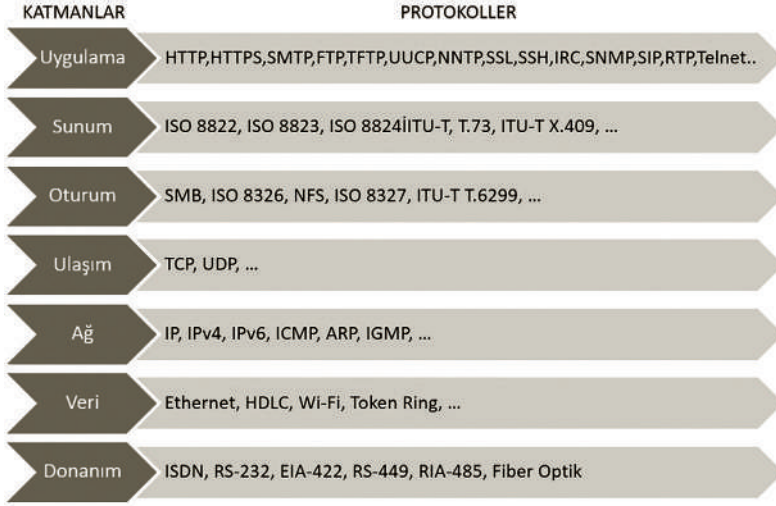 KATMANLAR PROTOKOLLER
Uygulama HTTP,HTTPS,SMTP,FTP,TFTP,UUCP,NNTP,SSL,SSH,IRC,SNMP,SIP,RTP,Telnet..
Sunum ISO 8822, ISO 8823, ISO 8824İITU-T, T.73, ITU-T X.409, ...
Oturum SMB, ISO 8326, NFS, ISO 8327, ITU-T T.6299, ...
Ulaşım TCP, UDP, ...
Ağ IP, IPv4, IPv6, ICMP, ARP, IGMP, ...
Veri Ethernet, HDLC, Wi-Fi, Token Ring, ...
Donanım ISDN, RS-232, EIA-422, RS-449, RIA-485, Fiber Optik